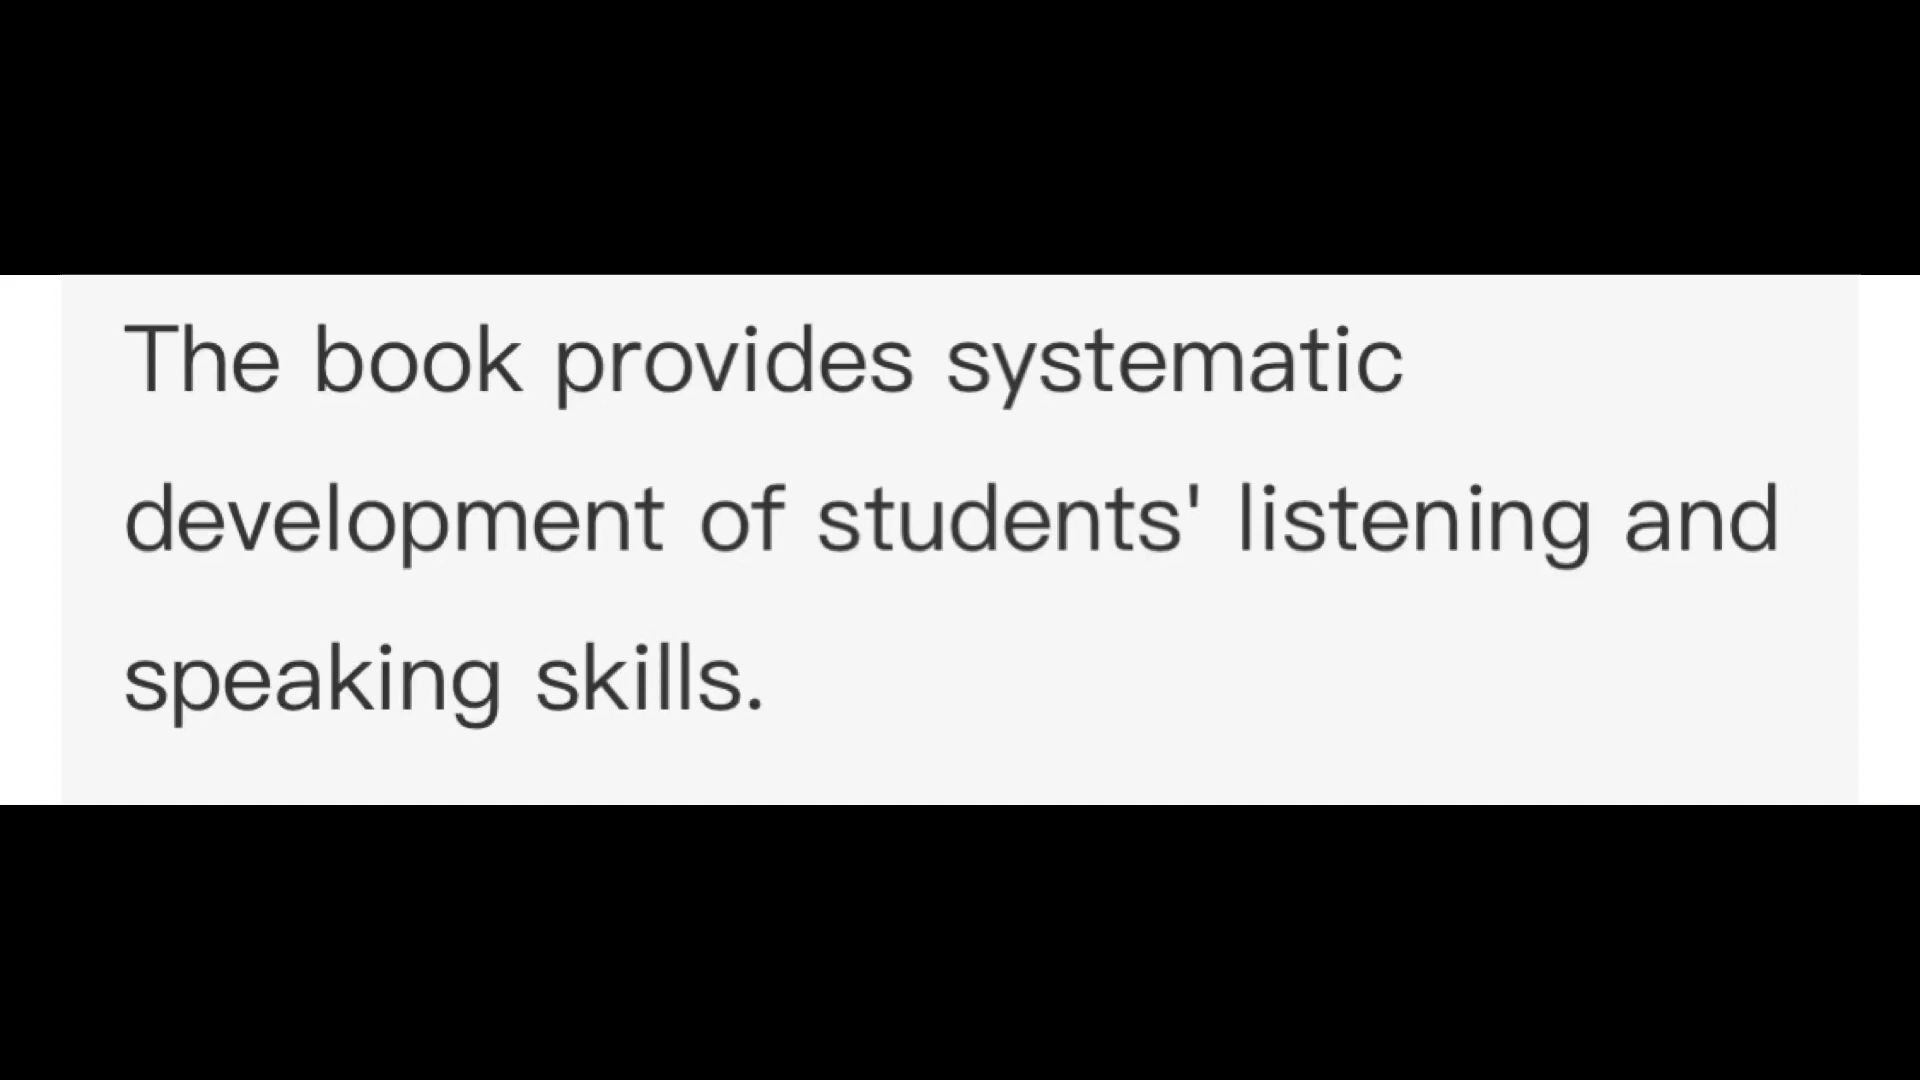 The book provides systematic
development of students' listening and
speaking skills.